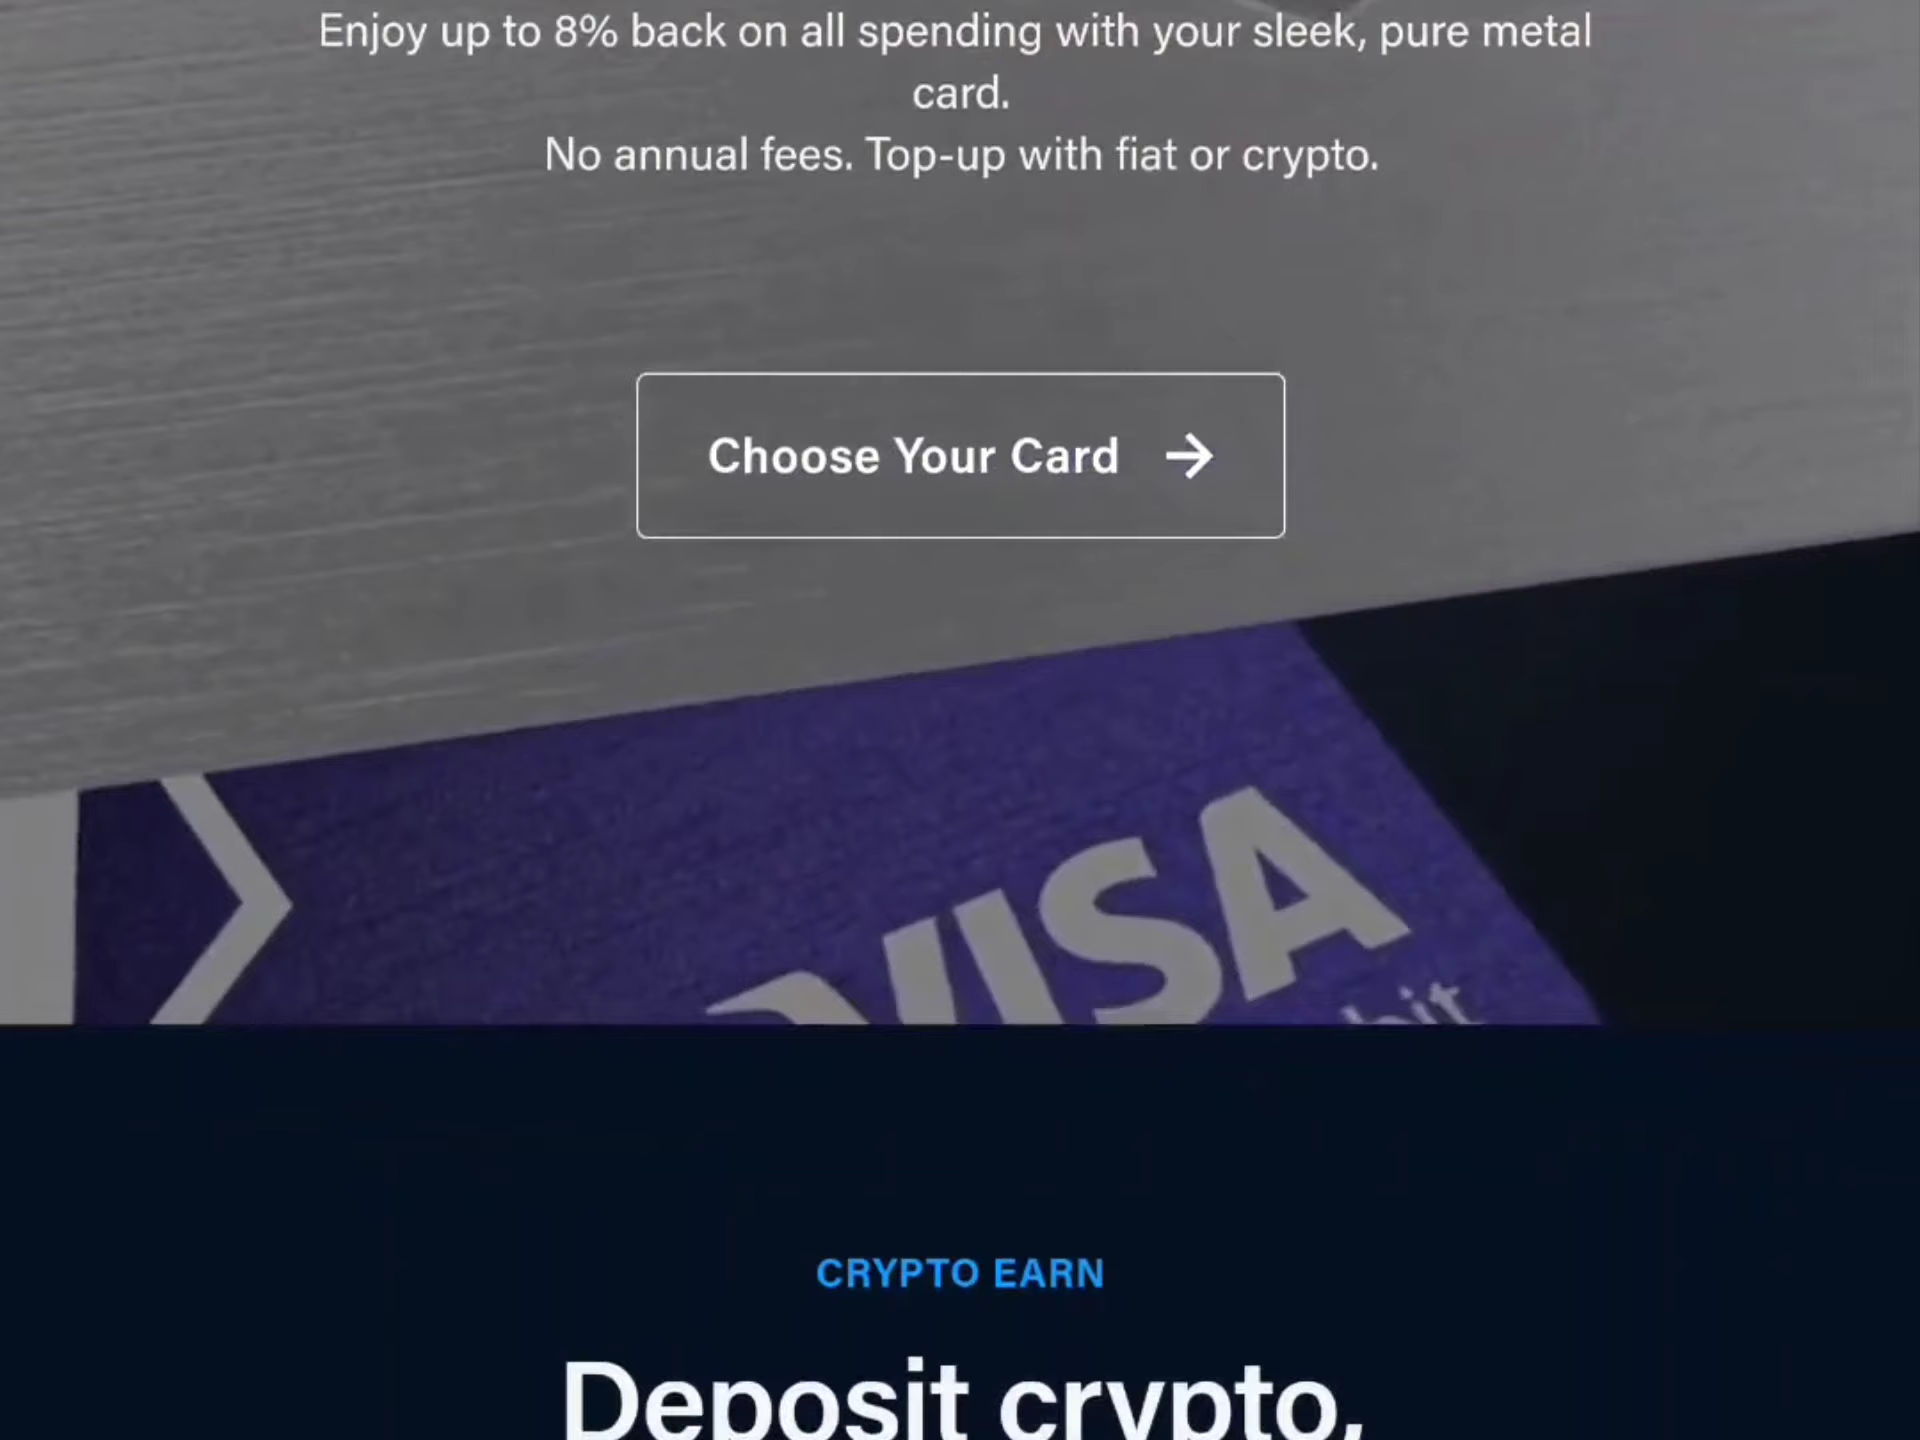 Enjoy up to 8% back on all spending with your sleek, pure metal
card.
No annual fees. Top-up with fiat or crypto.
Choose Your Card →
VISA
CRYPTO EARN
Deposit crypto,